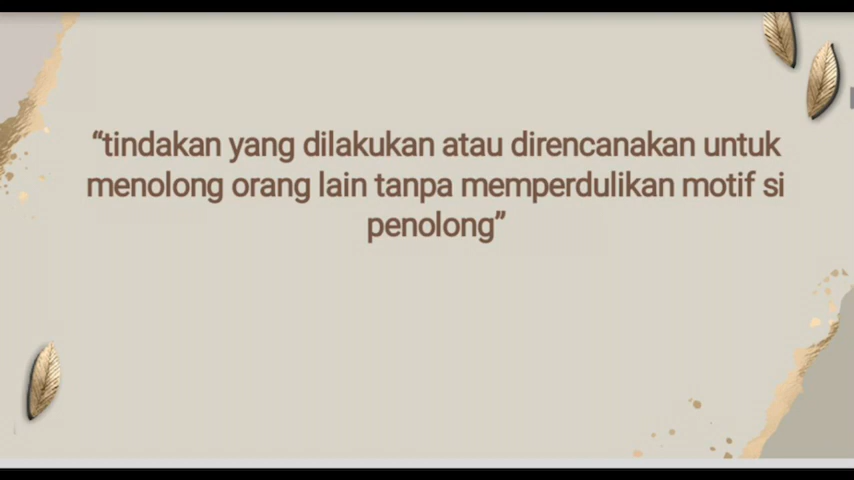 “tindakan yang dilakukan atau direncanakan untuk
menolong orang lain tanpa memperdulikan motif si
penolong”